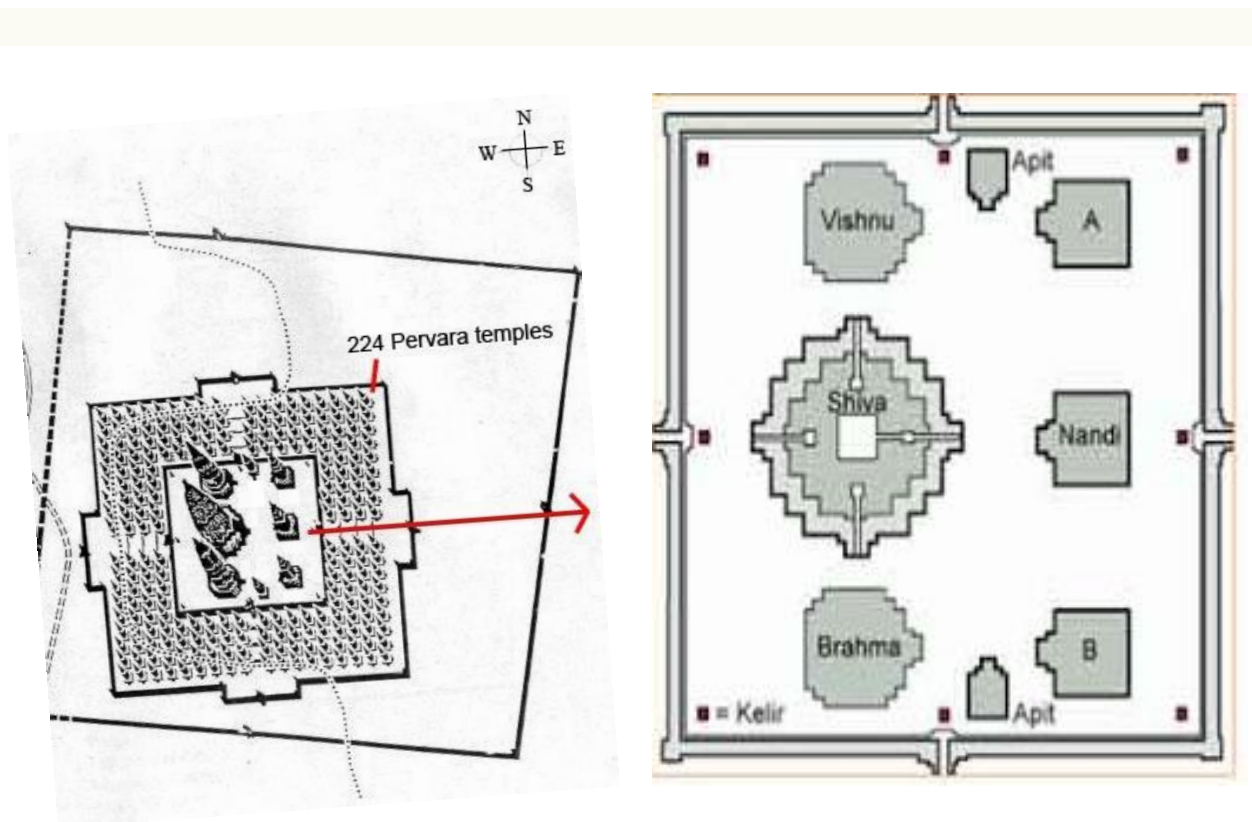 N
W E
S
224 Pervara temples
Apit
Vishnu
A
Shiva
Nandi
Brahma
B
= Kelir
Apit